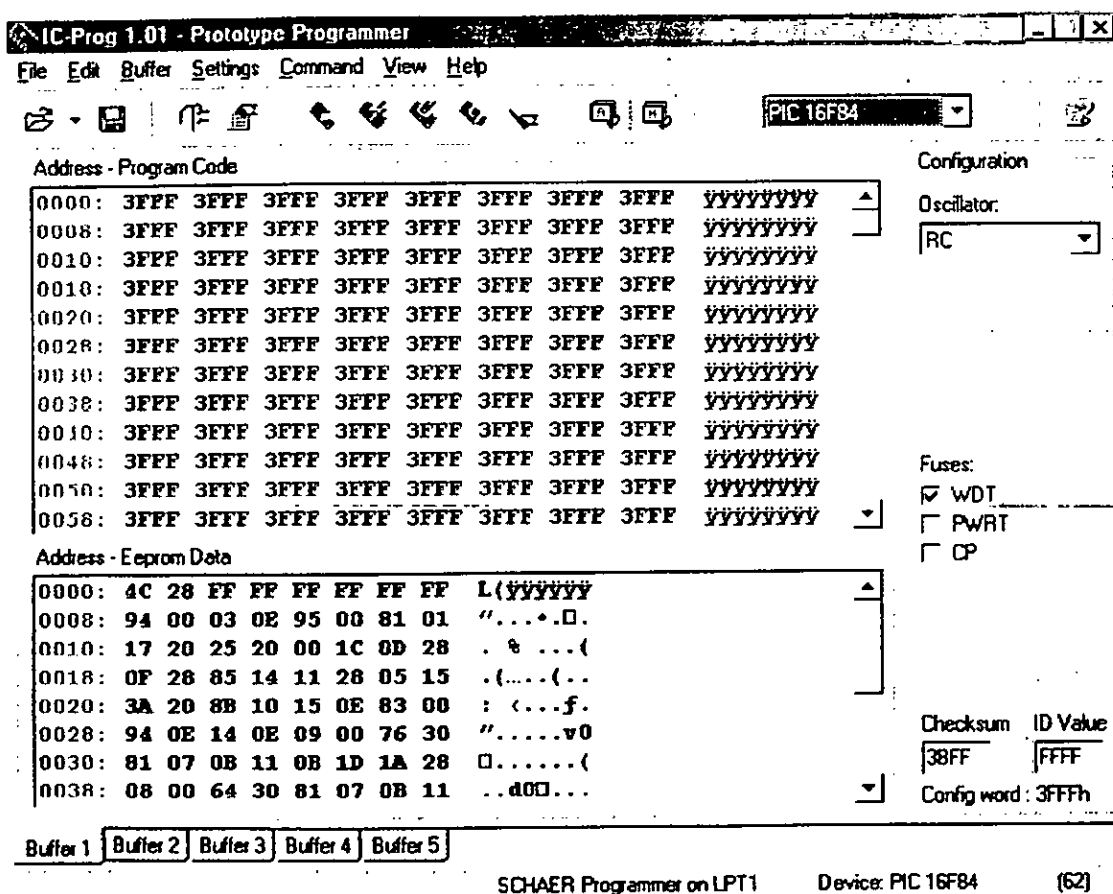 IC-Prog 1.01 - Prototype Programmer
File Edit Buffer Settings Command View Help
PIC 16F84
Address - Program Code
0000: 3FFF 3FFF 3FFF 3FFF 3FFF 3FFF 3FFF 3FFF ÿÿÿÿÿÿÿÿ
0008: 3FFF 3FFF 3FFF 3FFF 3FFF 3FFF 3FFF 3FFF ÿÿÿÿÿÿÿÿ
0010: 3FFF 3FFF 3FFF 3FFF 3FFF 3FFF 3FFF 3FFF ÿÿÿÿÿÿÿÿ
0018: 3FFF 3FFF 3FFF 3FFF 3FFF 3FFF 3FFF 3FFF ÿÿÿÿÿÿÿÿ
0020: 3FFF 3FFF 3FFF 3FFF 3FFF 3FFF 3FFF 3FFF ÿÿÿÿÿÿÿÿ
0028: 3FFF 3FFF 3FFF 3FFF 3FFF 3FFF 3FFF 3FFF ÿÿÿÿÿÿÿÿ
0030: 3FFF 3FFF 3FFF 3FFF 3FFF 3FFF 3FFF 3FFF ÿÿÿÿÿÿÿÿ
0038: 3FFF 3FFF 3FFF 3FFF 3FFF 3FFF 3FFF 3FFF ÿÿÿÿÿÿÿÿ
0040: 3FFF 3FFF 3FFF 3FFF 3FFF 3FFF 3FFF 3FFF ÿÿÿÿÿÿÿÿ
0048: 3FFF 3FFF 3FFF 3FFF 3FFF 3FFF 3FFF 3FFF ÿÿÿÿÿÿÿÿ
0050: 3FFF 3FFF 3FFF 3FFF 3FFF 3FFF 3FFF 3FFF ÿÿÿÿÿÿÿÿ
0058: 3FFF 3FFF 3FFF 3FFF 3FFF 3FFF 3FFF 3FFF ÿÿÿÿÿÿÿÿ
Address - Eeprom Data
0000: 4C 28 FF FF FF FF FF FF L(ÿÿÿÿÿÿ
0008: 94 00 03 0E 95 00 81 01 "...•.□.
0010: 17 20 25 20 00 1C 0D 28 . % ...(
0018: 0F 28 85 14 11 28 05 15 .(…..(..
0020: 3A 20 8B 10 15 0E 83 00 : ‹...ƒ.
0028: 94 0E 14 0E 09 00 76 30 ".....v0
0030: 81 07 0B 11 0B 1D 1A 28 □......(
0038: 08 00 64 30 81 07 0B 11 ..d0□...
Configuration
Oscillator:
RC
Fuses:
WDT
PWRT
CP
Checksum ID Value
38FF FFFF
Config word : 3FFFh
Buffer 1 Buffer 2 Buffer 3 Buffer 4 Buffer 5
SCHAER Programmer on LPT1 Device: PIC 16F84 (62)